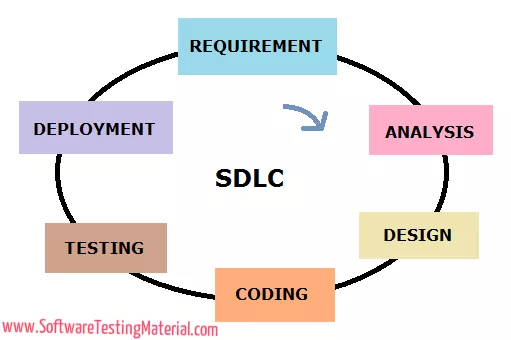 REQUIREMENT
ANALYSIS
DESIGN
CODING
TESTING
DEPLOYMENT
SDLC
www.SoftwareTestingMaterial.com